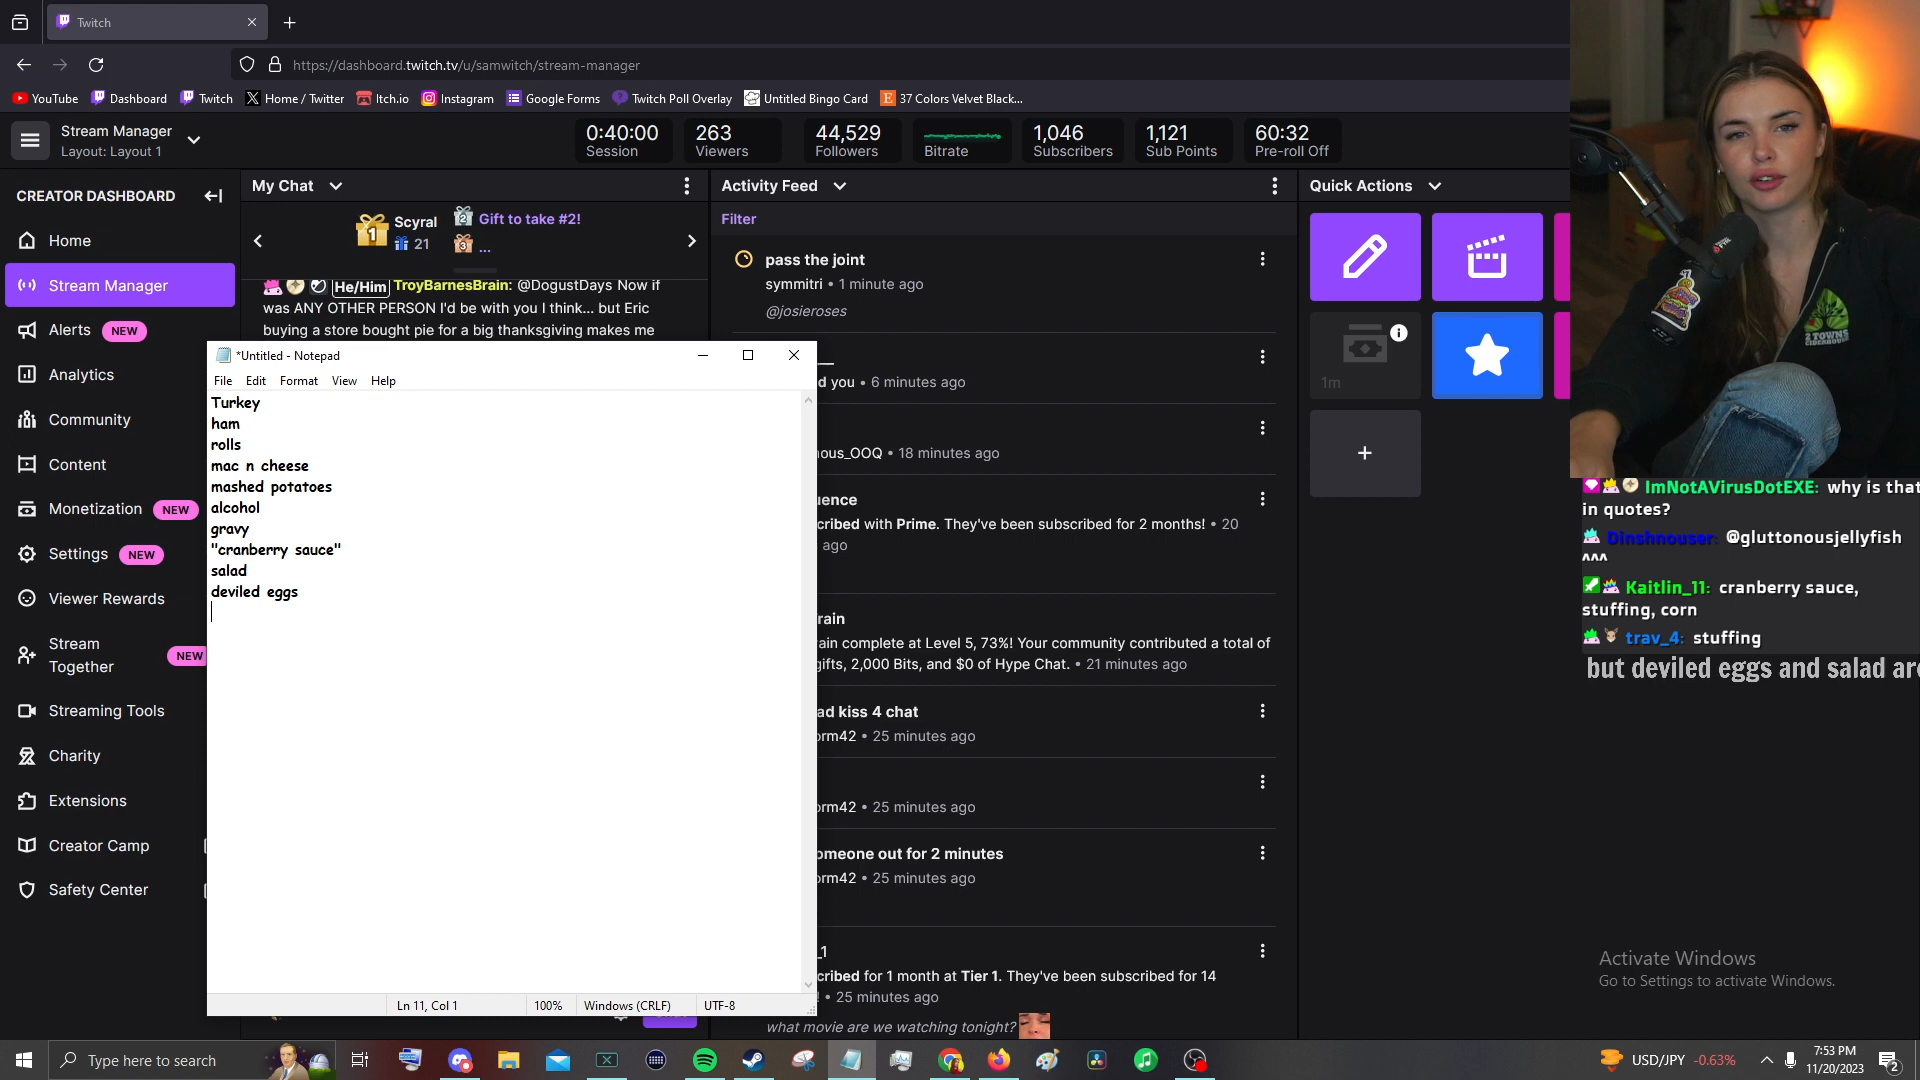 Twitch
https://dashboard.twitch.tv/u/samwitch/stream-manager
YouTube Dashboard Twitch Home / Twitter Itch.io Instagram Google Forms Twitch Poll Overlay Untitled Bingo Card 37 Colors Velvet Black...
Stream Manager
Layout: Layout 1
0:40:00
Session
263
Viewers
44,529
Followers
Bitrate
1,046
Subscribers
1,121
Sub Points
60:32
Pre-roll Off
CREATOR DASHBOARD
Home
Stream Manager
Alerts NEW
Analytics
Community
Content
Monetization NEW
Settings NEW
Viewer Rewards
Stream
Together NEW
Streaming Tools
Charity
Extensions
Creator Camp
Safety Center
My Chat
1 Scyral
21
2 Gift to take #2!
3 ...
He/Him TroyBarnesBrain: @DogustDays Now if
was ANY OTHER PERSON I'd be with you I think... but Eric
buying a store bought pie for a big thanksgiving makes me
*Untitled - Notepad
File Edit Format View Help
Turkey
ham
rolls
mac n cheese
mashed potatoes
alcohol
gravy
"cranberry sauce"
salad
deviled eggs
Ln 11, Col 1 100% Windows (CRLF) UTF-8
Activity Feed
Filter
pass the joint
symmitri • 1 minute ago
@josieroses
d you • 6 minutes ago
ous_OOQ • 18 minutes ago
uence
cribed with Prime. They've been subscribed for 2 months! • 20
ago
rain
ain complete at Level 5, 73%! Your community contributed a total of
gifts, 2,000 Bits, and $0 of Hype Chat. • 21 minutes ago
ad kiss 4 chat
orm42 • 25 minutes ago
orm42 • 25 minutes ago
omeone out for 2 minutes
orm42 • 25 minutes ago
_1
cribed for 1 month at Tier 1. They've been subscribed for 14
! • 25 minutes ago
what movie are we watching tonight?
Quick Actions
1m
2 TOWNS
CIDERHOUSE
ImNotAVirusDotEXE: why is that
in quotes?
Dinshnouser: @gluttonousjellyfish
^^^
Kaitlin_11: cranberry sauce,
stuffing, corn
trav_4: stuffing
but deviled eggs and salad are
Activate Windows
Go to Settings to activate Windows.
Type here to search
USD/JPY -0.63%
7:53 PM
11/20/2023
2